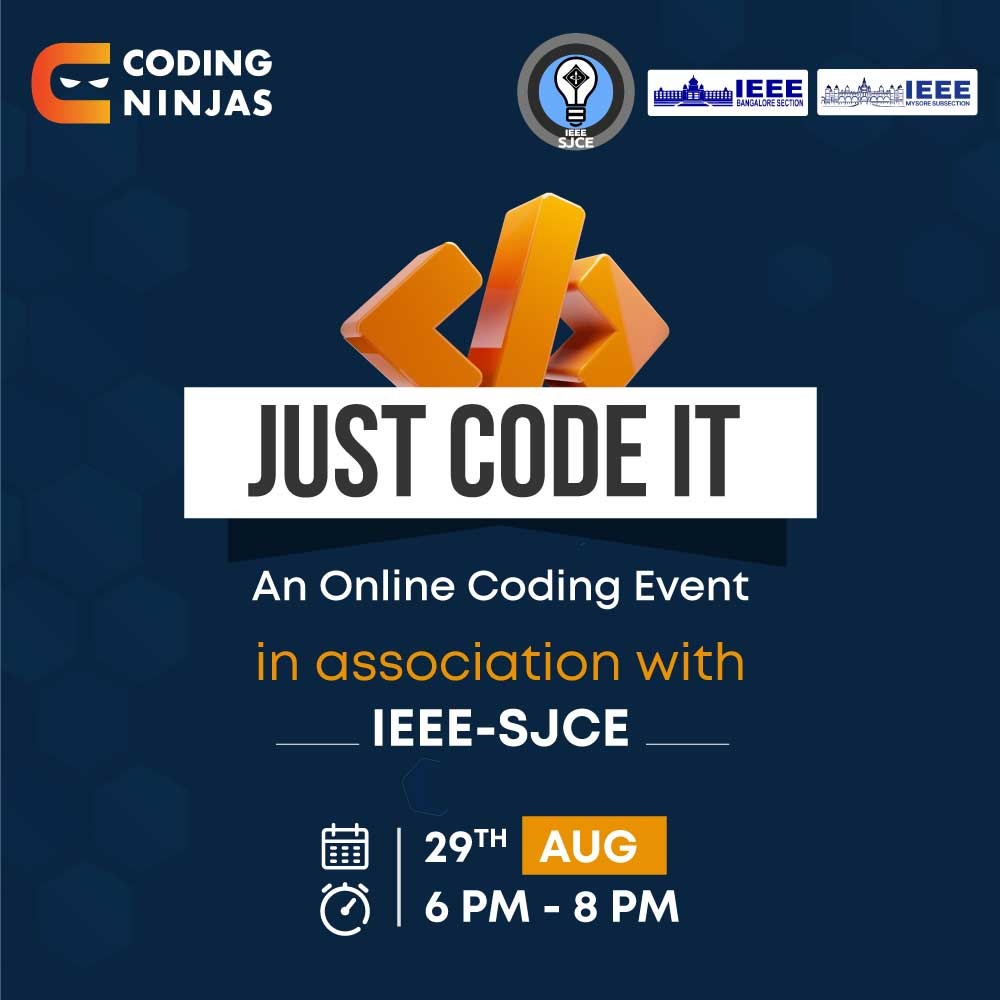 CODING
NINJAS
IEEE
SJCE
IEEE
BANGALORE SECTION
IEEE
MYSORE SUBSECTION
JUST CODE IT
An Online Coding Event
in association with
IEEE-SJCE
29TH AUG
6 PM - 8 PM